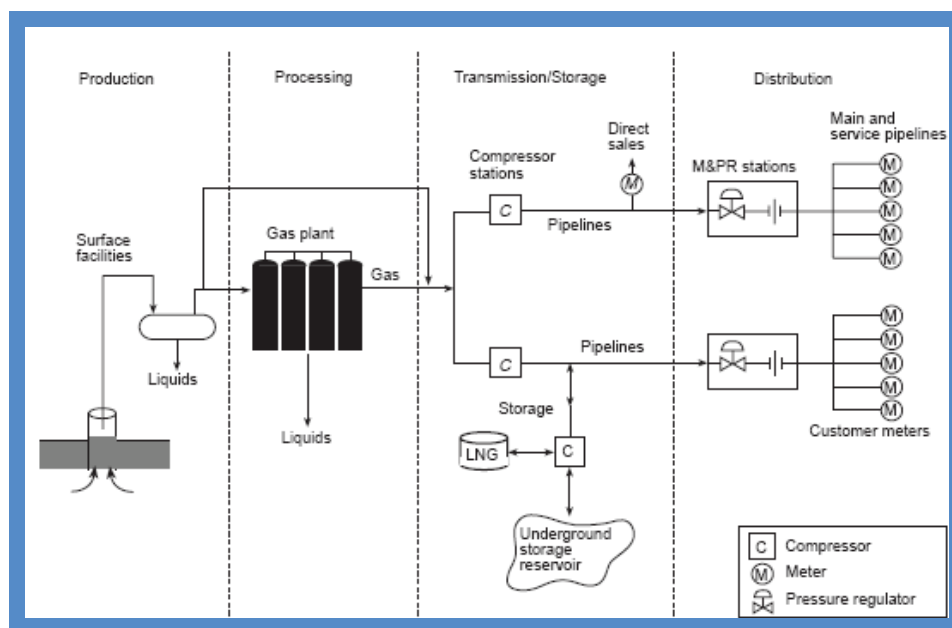 Production
Processing
Transmission/Storage
Distribution
Direct
sales
Main and
service pipelines
Compressor
stations
M&PR stations
M
M
M
M
M
M
C
Pipelines
Surface
facilities
Gas plant
Gas
Liquids
Liquids
C
Pipelines
Storage
LNG
C
Underground
storage
reservoir
M
M
M
M
M
Customer meters
C Compressor
M Meter
Pressure regulator